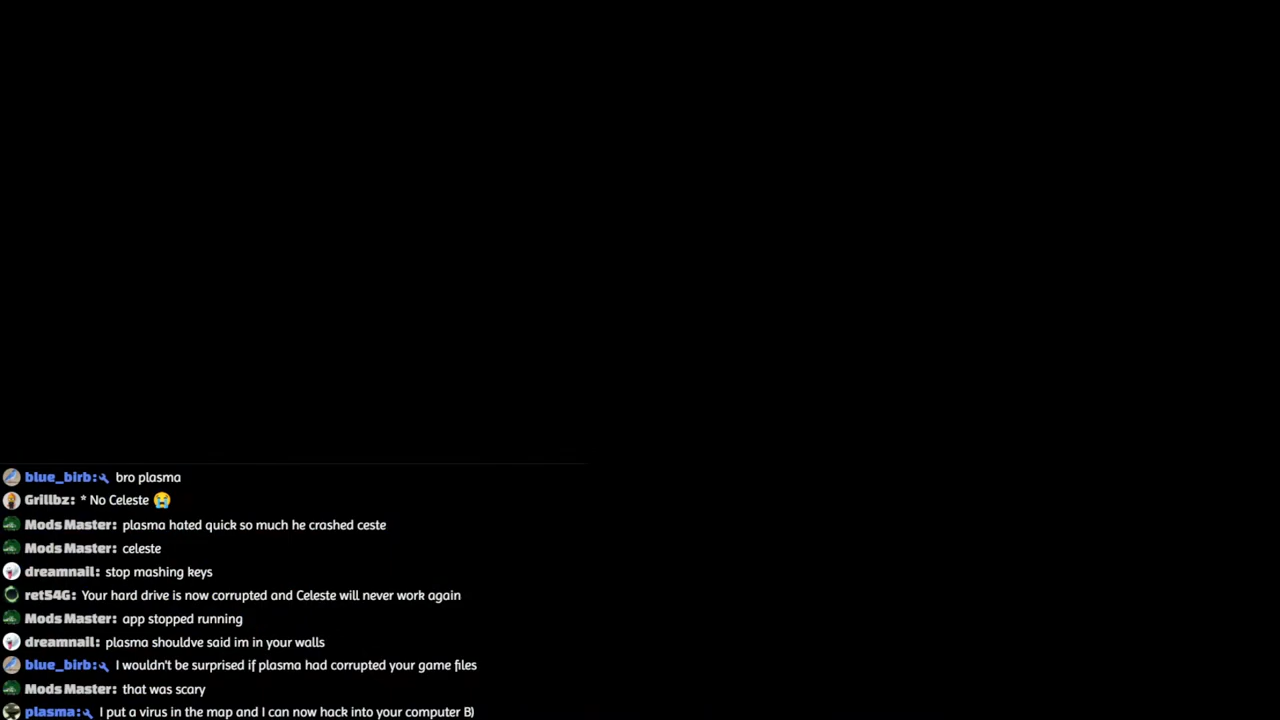 blue_birb: bro plasma
Grillbz: * No Celeste 😭
Mods Master: plasma hated quick so much he crashed ceste
Mods Master: celeste
dreamnail: stop mashing keys
ret54G: Your hard drive is now corrupted and Celeste will never work again
Mods Master: app stopped running
dreamnail: plasma shouldve said im in your walls
blue_birb: I wouldn't be surprised if plasma had corrupted your game files
Mods Master: that was scary
plasma: I put a virus in the map and I can now hack into your computer B)